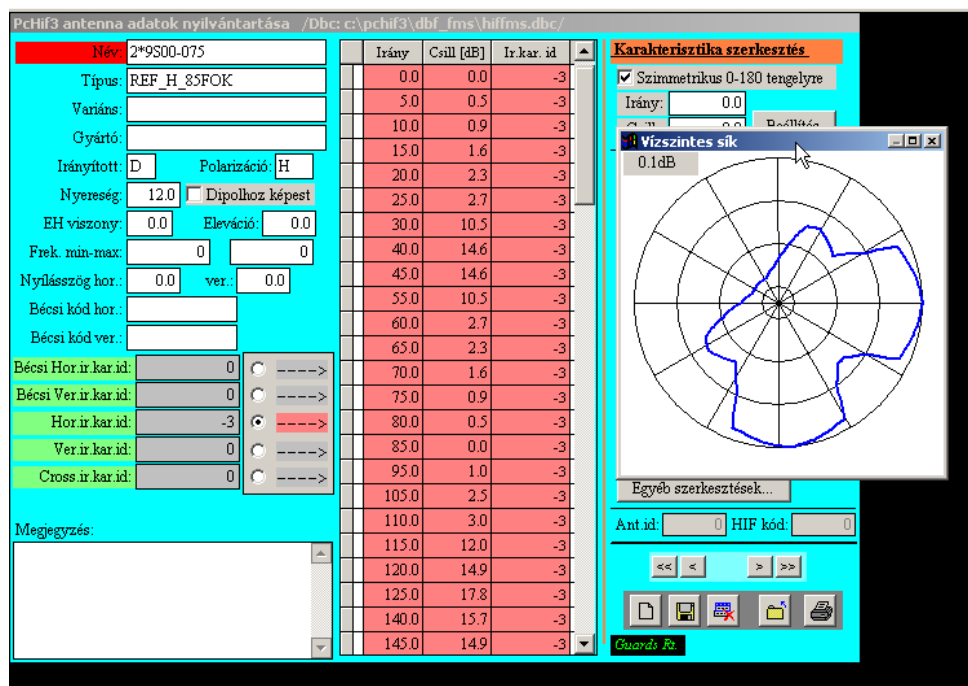 PcHif3 antenna adatok nyilvántartása /Dbc: c:\pchif3\dbf_fms\hiffms.dbc/
Név: 2*9S00-075
Típus: REF_H_85FOK
Variáns:
Gyártó:
Irányított: D Polarizáció: H
Nyereség: 12.0 Dipolhoz képest
EH viszony: 0.0 Eleváció: 0.0
Frek. min-max: 0 0
Nyílásszög hor.: 0.0 ver.: 0.0
Bécsi kód hor.:
Bécsi kód ver.:
Bécsi Hor.ir.kar.id: 0 ---->
Bécsi Ver.ir.kar.id: 0 ---->
Hor.ir.kar.id: -3 ---->
Ver.ir.kar.id: 0 ---->
Cross.ir.kar.id: 0 ---->
Megjegyzés:
Irány Csill [dB] Ir.kar. id
0.0 0.0 -3
5.0 0.5 -3
10.0 0.9 -3
15.0 1.6 -3
20.0 2.3 -3
25.0 2.7 -3
30.0 10.5 -3
40.0 14.6 -3
45.0 14.6 -3
55.0 10.5 -3
60.0 2.7 -3
65.0 2.3 -3
70.0 1.6 -3
75.0 0.9 -3
80.0 0.5 -3
85.0 0.0 -3
95.0 1.0 -3
105.0 2.5 -3
110.0 3.0 -3
115.0 12.0 -3
120.0 14.9 -3
125.0 17.8 -3
140.0 15.7 -3
145.0 14.9 -3
Karakterisztika szerkesztés
Szimmetrikus 0-180 tengelyre
Irány: 0.0
Vízszintes sík
0.1dB
Egyéb szerkesztések...
Ant.id: 0 HIF kód: 0
<< < > >>
Guards Rt.